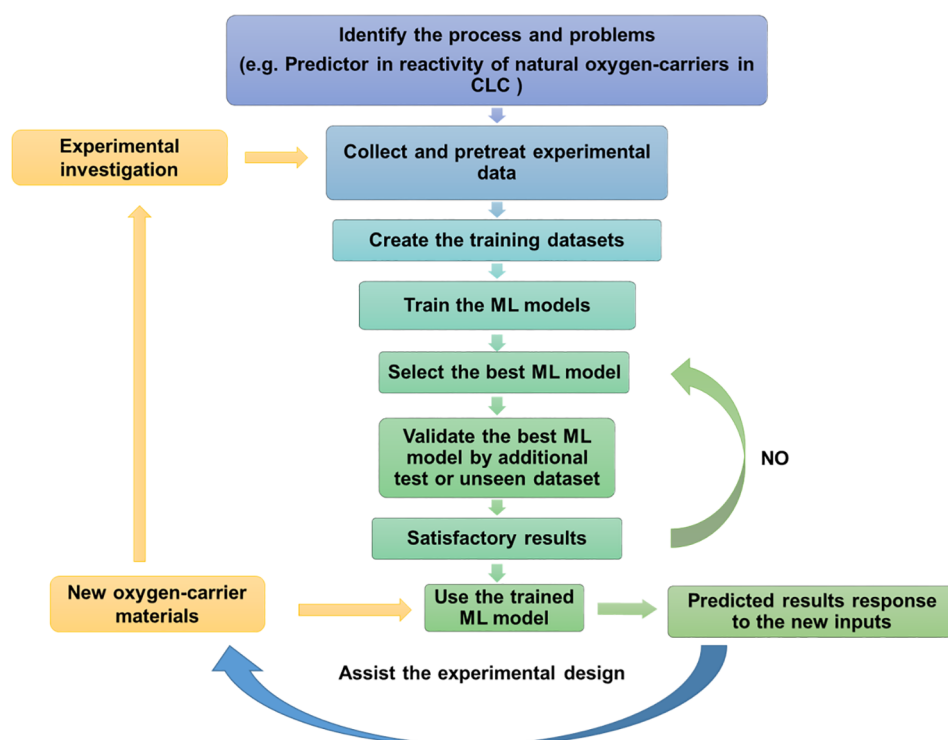 Identify the process and problems
(e.g. Predictor in reactivity of natural oxygen-carriers in
CLC )
Experimental
investigation
Collect and pretreat experimental
data
Create the training datasets
Train the ML models
Select the best ML model
Validate the best ML
model by additional
test or unseen dataset
NO
Satisfactory results
New oxygen-carrier
materials
Use the trained
ML model
Predicted results response
to the new inputs
Assist the experimental design